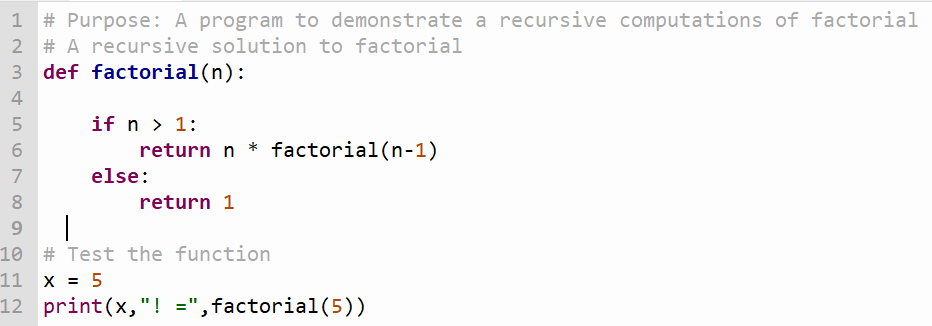 1 # Purpose: A program to demonstrate a recursive computations of factorial
2 # A recursive solution to factorial
3 def factorial(n):
4
5     if n > 1:
6         return n * factorial(n-1)
7     else:
8         return 1
9
10 # Test the function
11 x = 5
12 print(x,"! =",factorial(5))